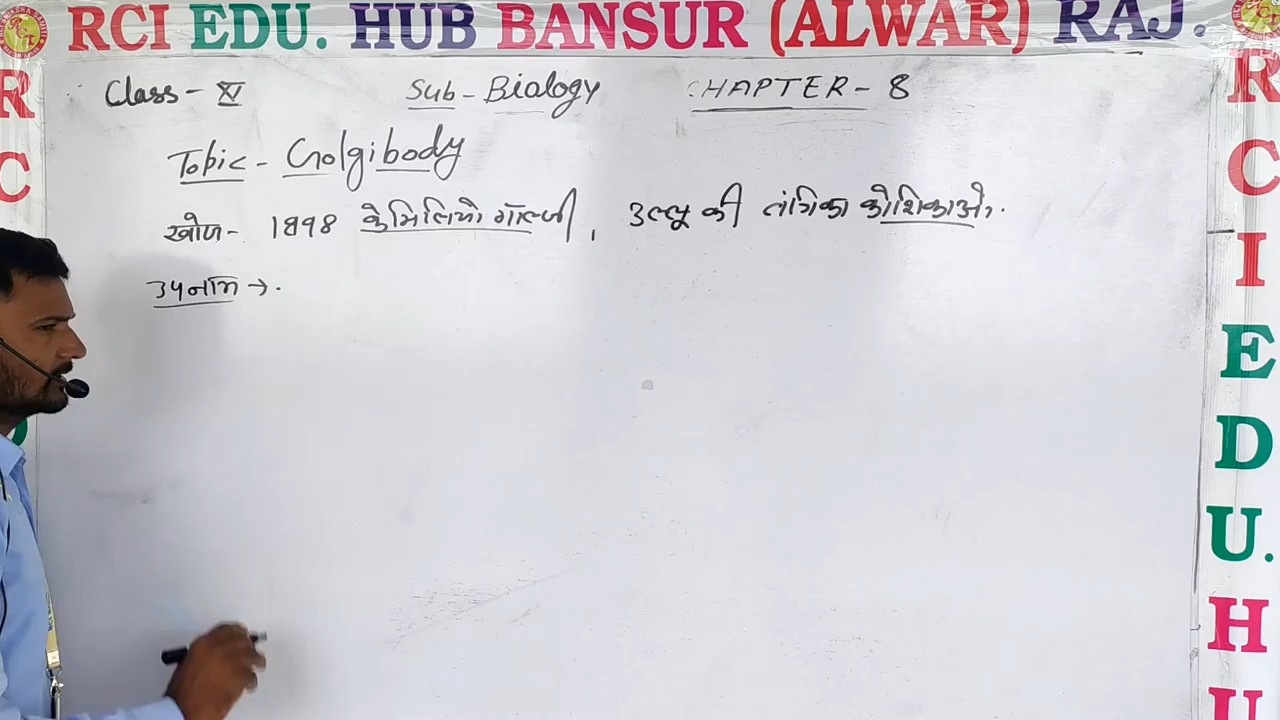 RCI EDU. HUB BANSUR (ALWAR) RAJ.
Class - XI Sub - Biology CHAPTER - 8
Topic - Golgibody
खोज - 1898 केमिलियो गॉल्जी, उल्लू की तंत्रिका कोशिकाओं.
उपनाम →.
R
C
R
C
I
E
D
U.
H
U